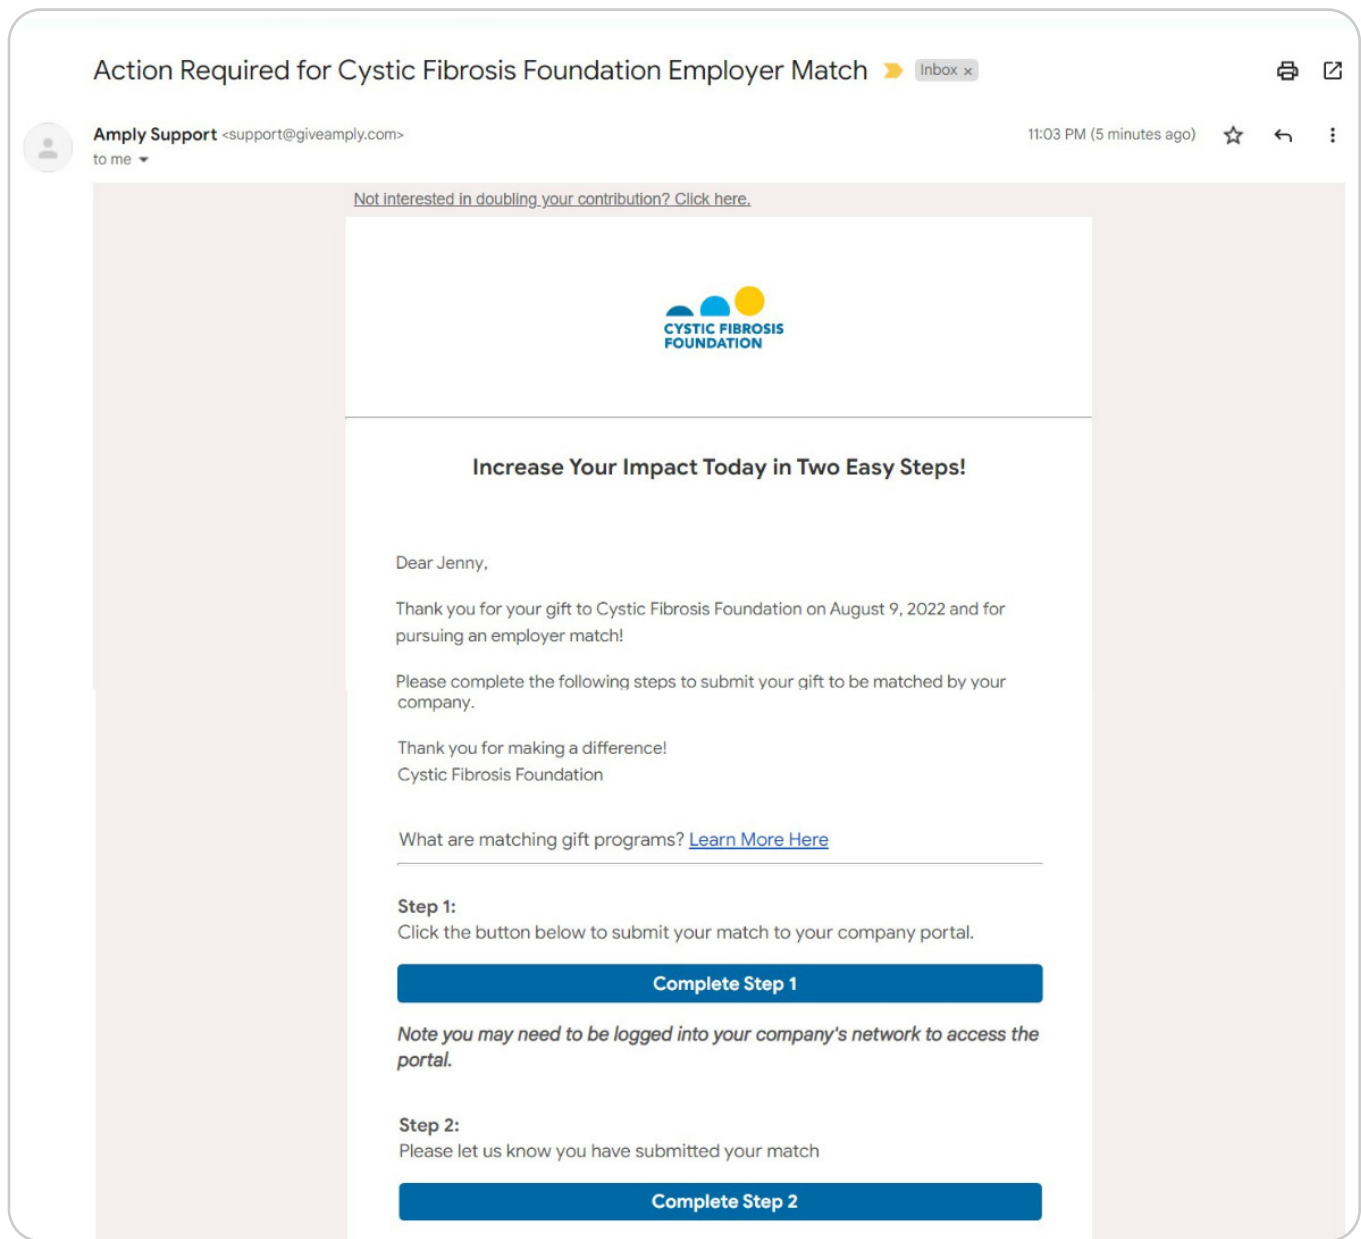 Action Required for Cystic Fibrosis Foundation Employer Match Inbox x
Amply Support <support@giveamply.com> 11:03 PM (5 minutes ago)
to me
Not interested in doubling your contribution? Click here.
CYSTIC FIBROSIS
FOUNDATION
Increase Your Impact Today in Two Easy Steps!
Dear Jenny,
Thank you for your gift to Cystic Fibrosis Foundation on August 9, 2022 and for
pursuing an employer match!
Please complete the following steps to submit your gift to be matched by your
company.
Thank you for making a difference!
Cystic Fibrosis Foundation
What are matching gift programs? Learn More Here
Step 1:
Click the button below to submit your match to your company portal.
Complete Step 1
Note you may need to be logged into your company's network to access the
portal.
Step 2:
Please let us know you have submitted your match
Complete Step 2